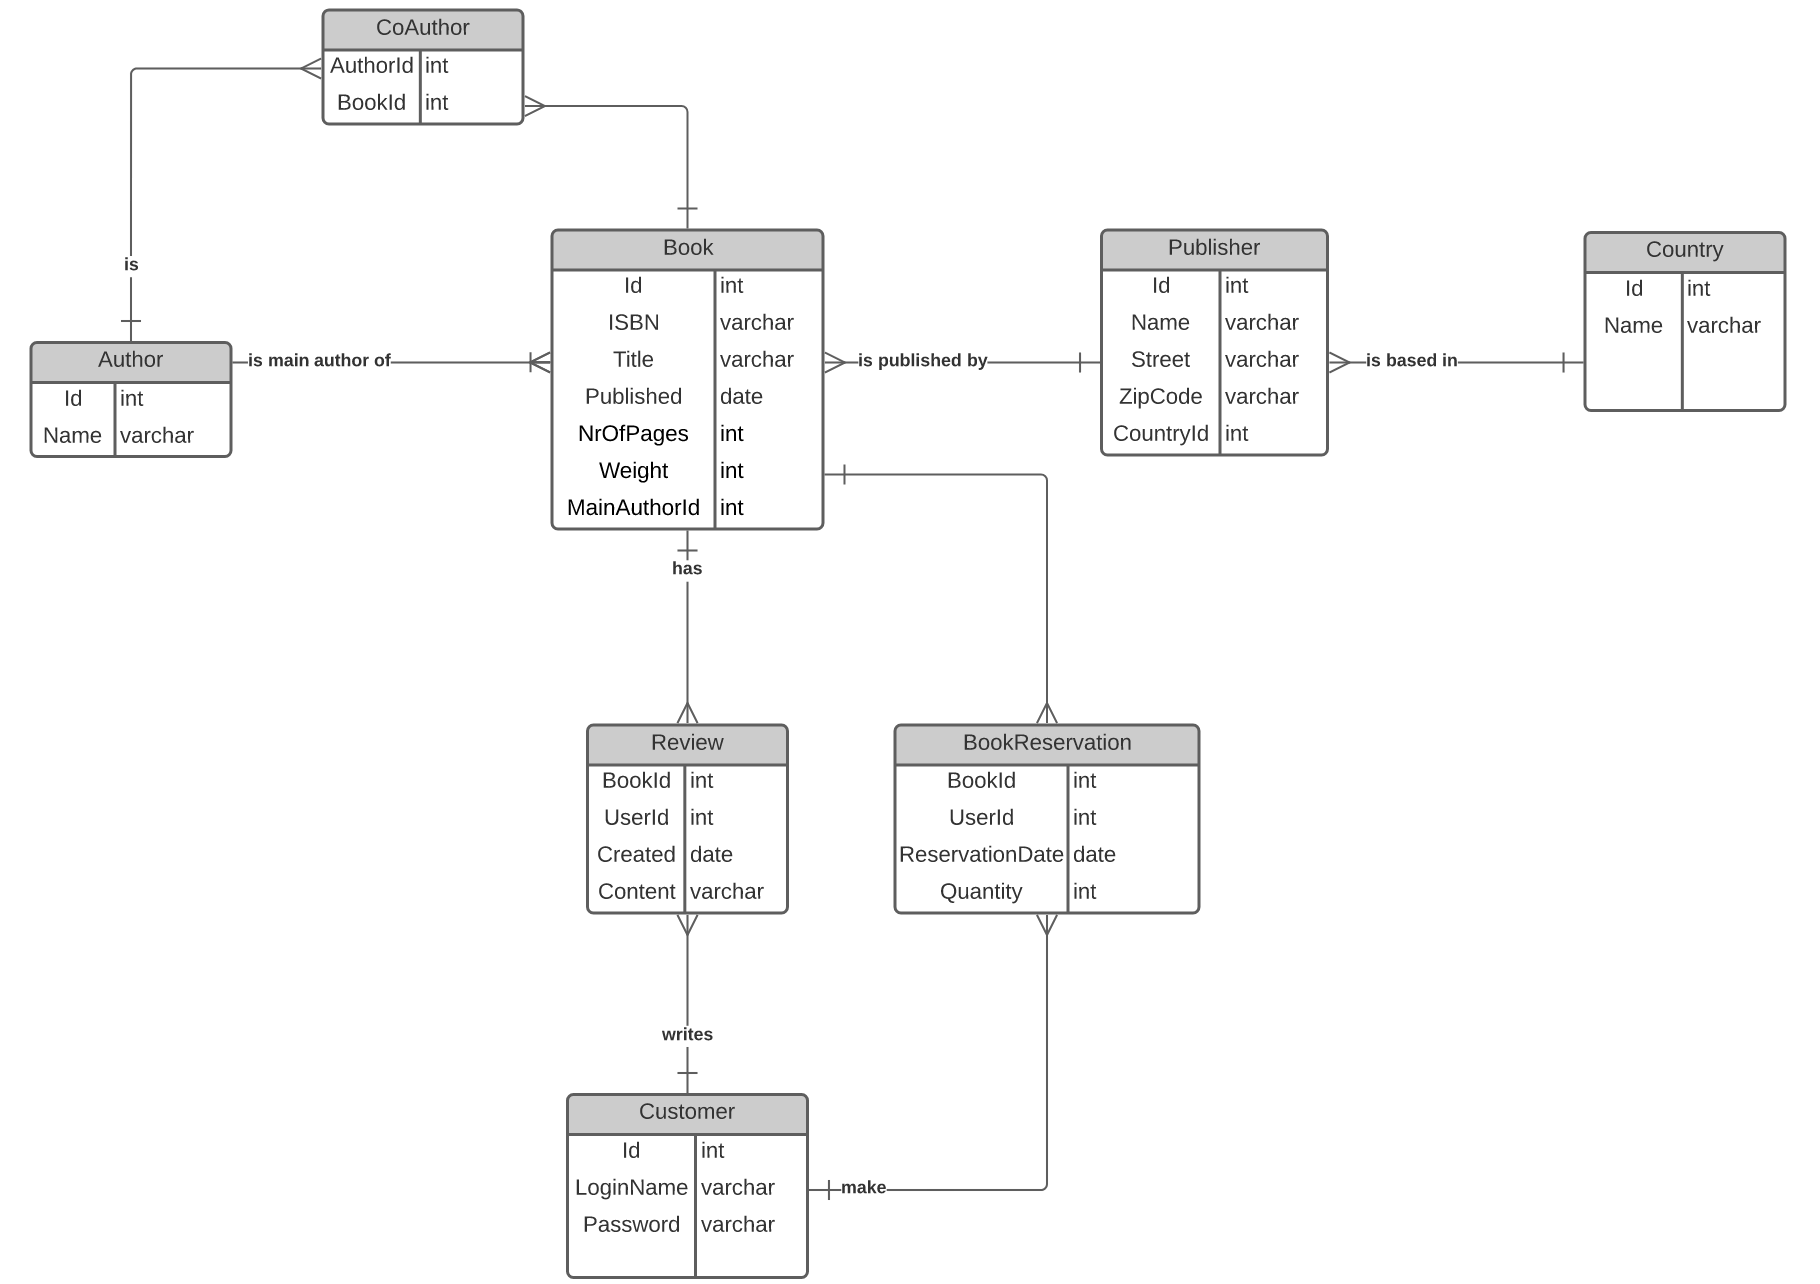 CoAuthor
AuthorId int
BookId int
is
Author
Id int
Name varchar
is main author of
Book
Id int
ISBN varchar
Title varchar
Published date
NrOfPages int
Weight int
MainAuthorId int
is published by
Publisher
Id int
Name varchar
Street varchar
ZipCode varchar
CountryId int
is based in
Country
Id int
Name varchar
has
Review
BookId int
UserId int
Created date
Content varchar
BookReservation
BookId int
UserId int
ReservationDate date
Quantity int
writes
Customer
Id int
LoginName varchar
Password varchar
make